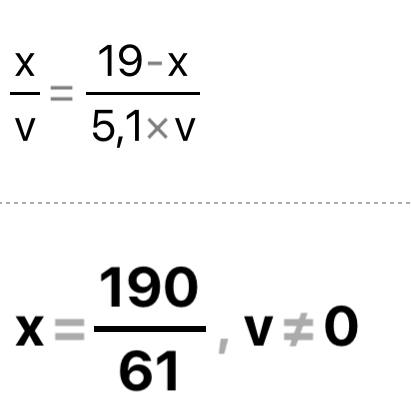 x/v = (19-x)/(5,1×v)
x = 190/61 , v ≠ 0